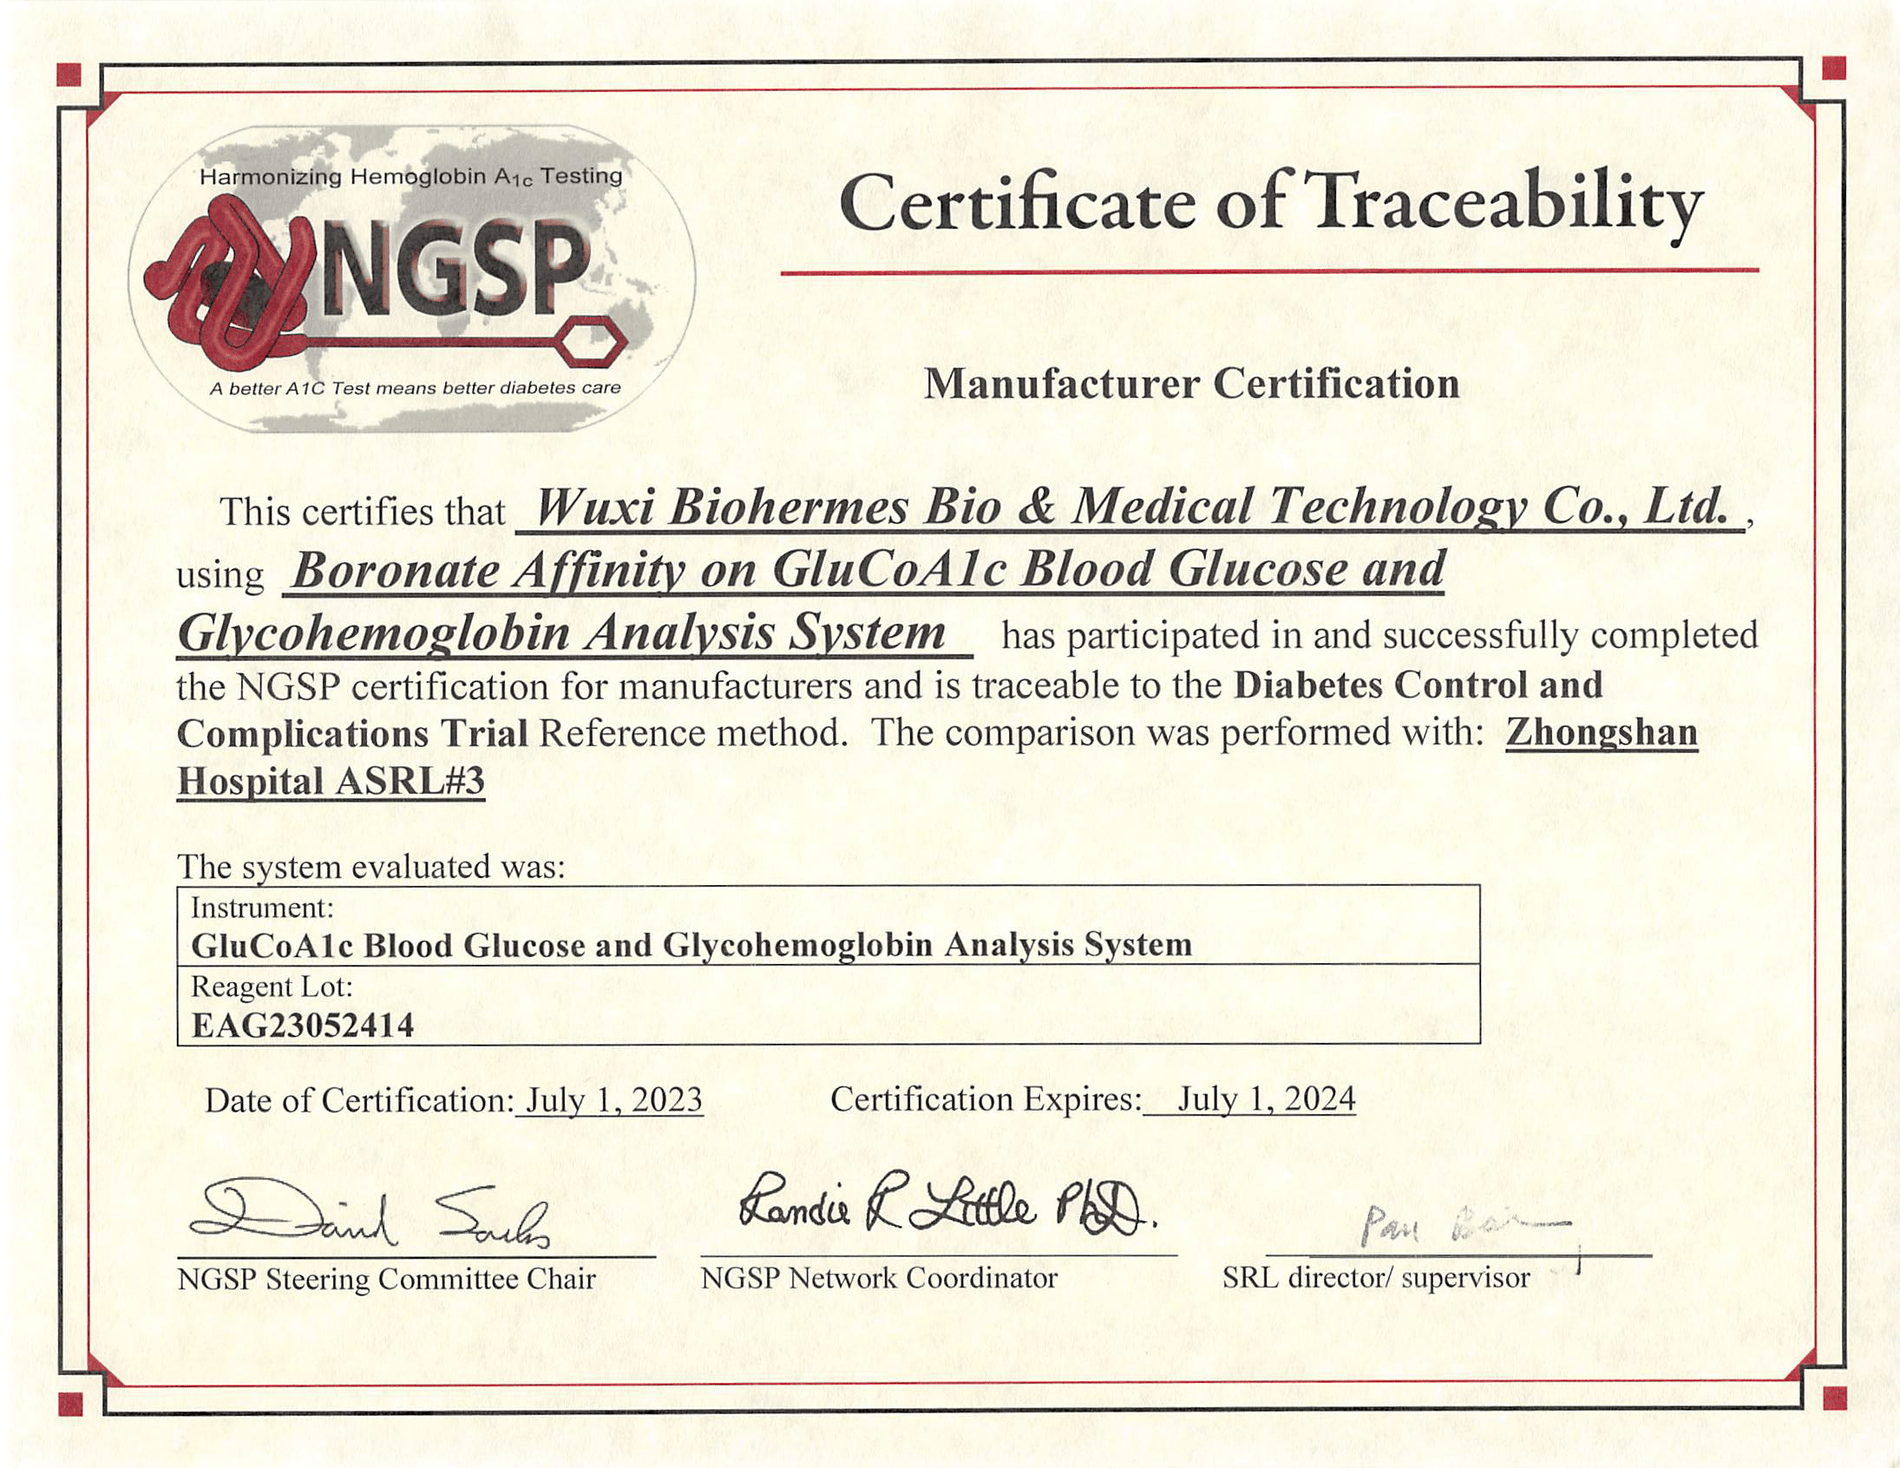 Harmonizing Hemoglobin A1c Testing
NGSP
A better A1C Test means better diabetes care
Certificate of Traceability
Manufacturer Certification
This certifies that Wuxi Biohermes Bio & Medical Technology Co., Ltd. ,
using Boronate Affinity on GluCoA1c Blood Glucose and
Glycohemoglobin Analysis System has participated in and successfully completed
the NGSP certification for manufacturers and is traceable to the Diabetes Control and
Complications Trial Reference method. The comparison was performed with: Zhongshan
Hospital ASRL#3
The system evaluated was:
Instrument:
GluCoA1c Blood Glucose and Glycohemoglobin Analysis System
Reagent Lot:
EAG23052414
Date of Certification: July 1, 2023 Certification Expires: July 1, 2024
David Sacks Randie R Little PhD. Pan
NGSP Steering Committee Chair NGSP Network Coordinator SRL director/ supervisor